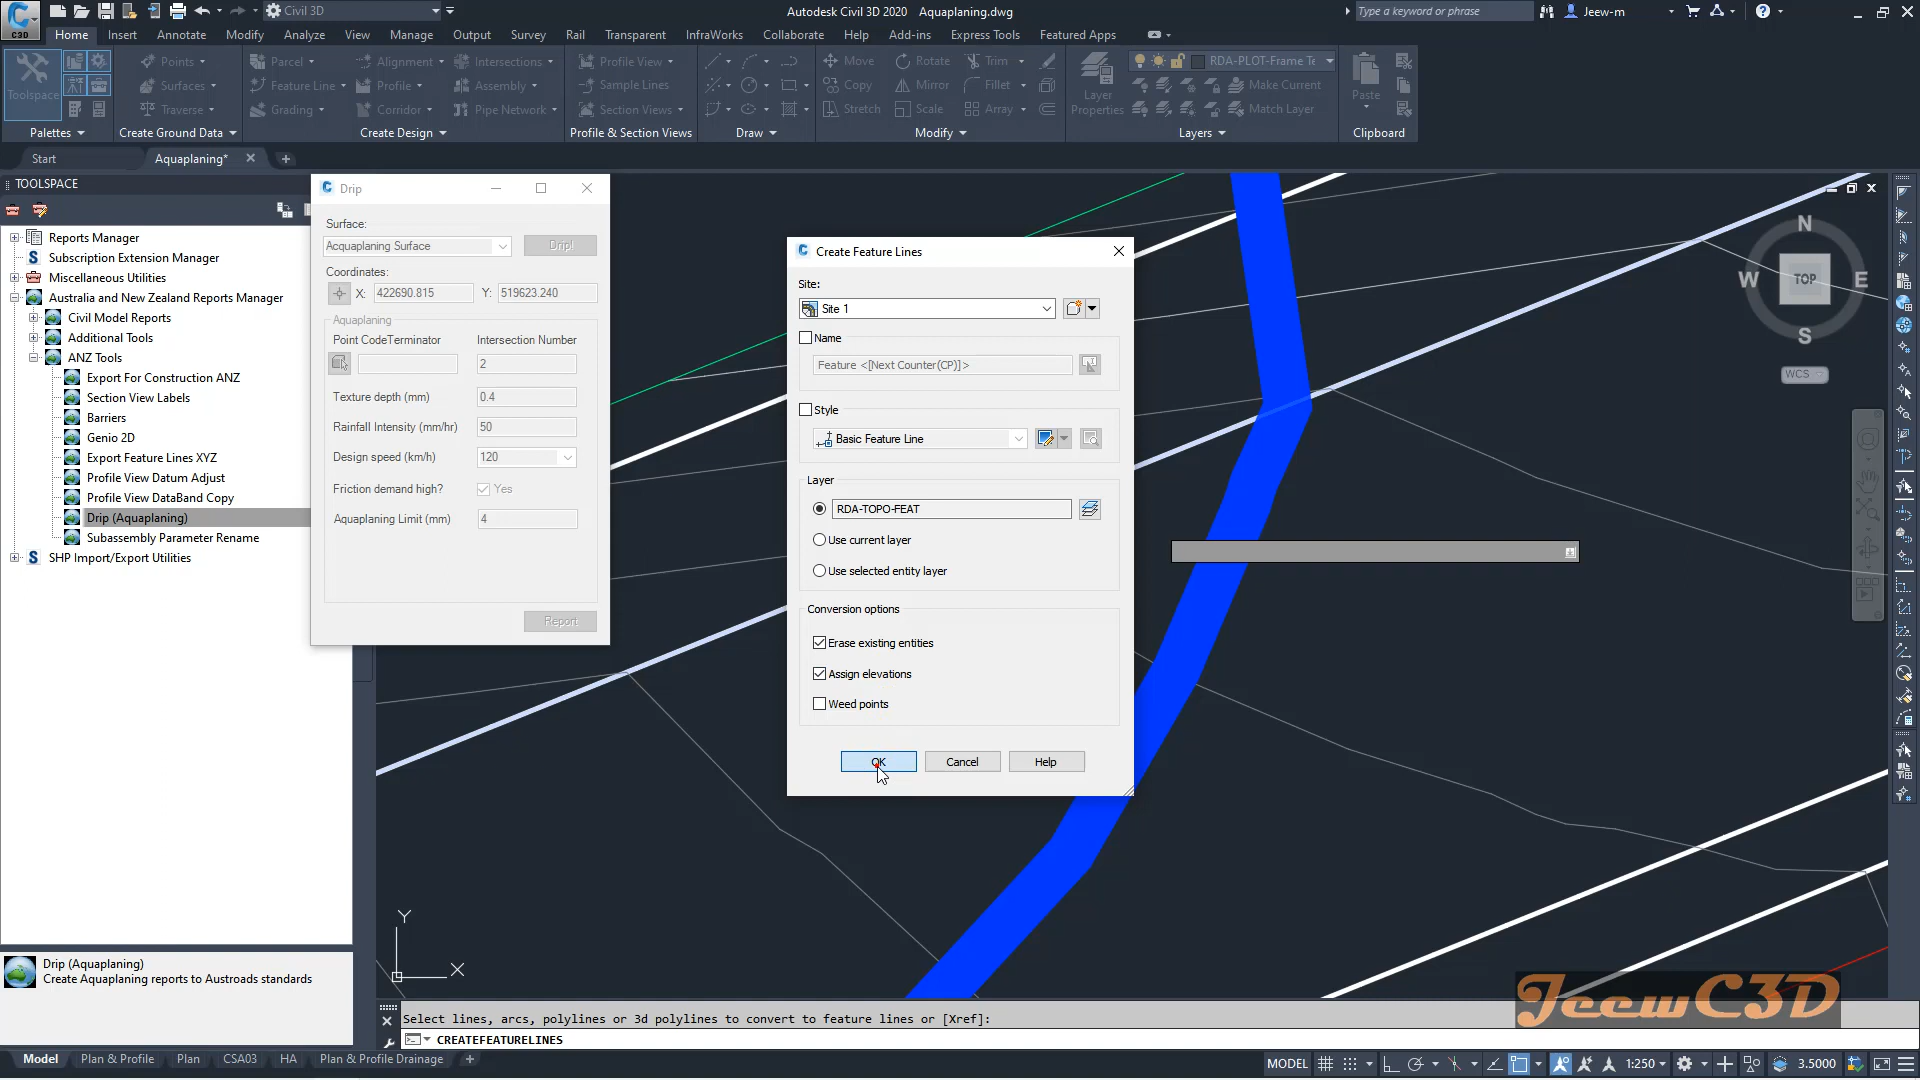 C3D
Civil 3D
Autodesk Civil 3D 2020 Aquaplaning.dwg
Type a keyword or phrase
Jeew-m
Home Insert Annotate Modify Analyze View Manage Output Survey Rail Transparent InfraWorks Collaborate Help Add-ins Express Tools Featured Apps
Toolspace
Points
Surfaces
Traverse
Parcel
Feature Line
Grading
Alignment
Profile
Corridor
Intersections
Assembly
Pipe Network
Profile View
Sample Lines
Section Views
Move
Copy
Stretch
Rotate
Mirror
Scale
Trim
Fillet
Array
Layer
Properties
RDA-PLOT-Frame Te
Make Current
Match Layer
Paste
Palettes Create Ground Data Create Design Profile & Section Views Draw Modify Layers Clipboard
Start Aquaplaning*
TOOLSPACE
Reports Manager
Subscription Extension Manager
Miscellaneous Utilities
Australia and New Zealand Reports Manager
Civil Model Reports
Additional Tools
ANZ Tools
Export For Construction ANZ
Section View Labels
Barriers
Genio 2D
Export Feature Lines XYZ
Profile View Datum Adjust
Profile View DataBand Copy
Drip (Aquaplaning)
Subassembly Parameter Rename
SHP Import/Export Utilities
Drip (Aquaplaning)
Create Aquaplaning reports to Austroads standards
Drip
Surface:
Acquaplaning Surface
Drip!
Coordinates:
X: 422690.815 Y: 519623.240
Aquaplaning
Point CodeTerminator Intersection Number
2
Texture depth (mm) 0.4
Rainfall Intensity (mm/hr) 50
Design speed (km/h) 120
Friction demand high? Yes
Aquaplaning Limit (mm) 4
Report
Create Feature Lines
Site:
Site 1
Name
Feature <[Next Counter(CP)]>
Style
Basic Feature Line
Layer
RDA-TOPO-FEAT
Use current layer
Use selected entity layer
Conversion options
Erase existing entities
Assign elevations
Weed points
OK Cancel Help
N
W TOP E
S
WCS
Y
X
JeewC3D
Select lines, arcs, polylines or 3d polylines to convert to feature lines or [Xref]:
CREATEFEATURELINES
Model Plan & Profile Plan CSA03 HA Plan & Profile Drainage
MODEL 1:250 3.5000